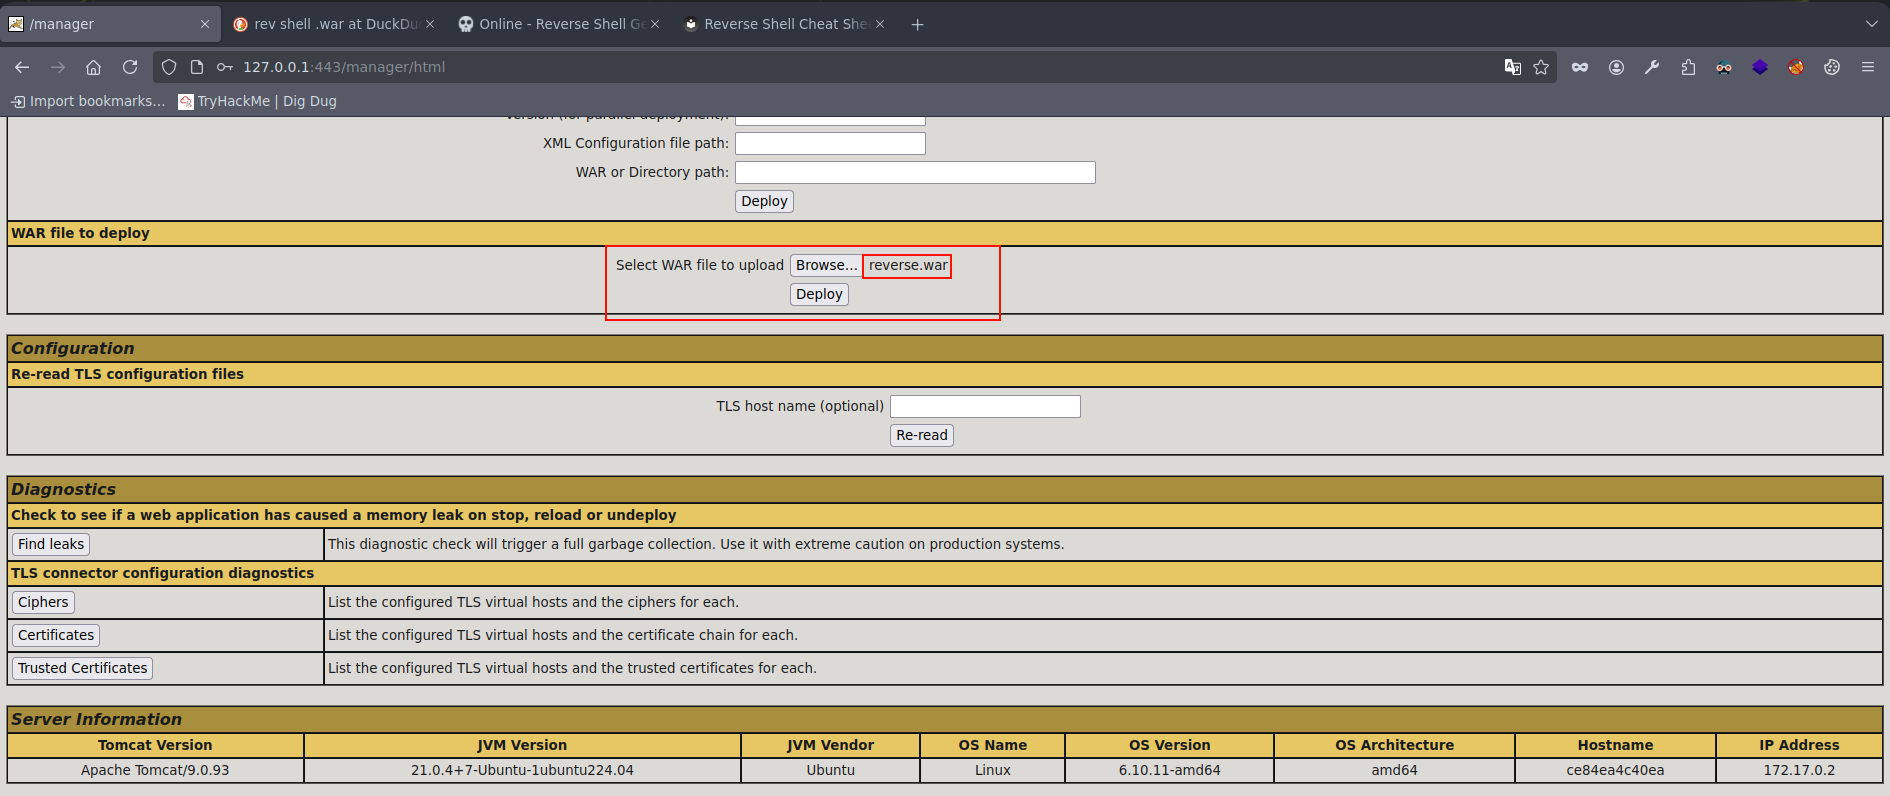 /manager
rev shell .war at DuckDu
Online - Reverse Shell Ge
Reverse Shell Cheat Shee
127.0.0.1:443/manager/html
Import bookmarks...
TryHackMe | Dig Dug
Version (for parallel deployment):
XML Configuration file path:
WAR or Directory path:
Deploy
WAR file to deploy
Select WAR file to upload Browse... reverse.war
Deploy
Configuration
Re-read TLS configuration files
TLS host name (optional)
Re-read
Diagnostics
Check to see if a web application has caused a memory leak on stop, reload or undeploy
Find leaks This diagnostic check will trigger a full garbage collection. Use it with extreme caution on production systems.
TLS connector configuration diagnostics
Ciphers List the configured TLS virtual hosts and the ciphers for each.
Certificates List the configured TLS virtual hosts and the certificate chain for each.
Trusted Certificates List the configured TLS virtual hosts and the trusted certificates for each.
Server Information
Tomcat Version JVM Version JVM Vendor OS Name OS Version OS Architecture Hostname IP Address
Apache Tomcat/9.0.93 21.0.4+7-Ubuntu-1ubuntu224.04 Ubuntu Linux 6.10.11-amd64 amd64 ce84ea4c40ea 172.17.0.2